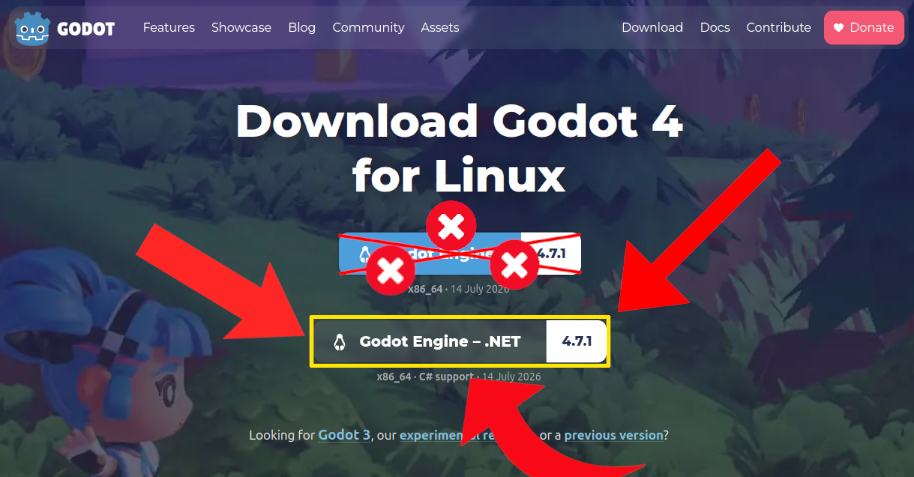 GODOT Features Showcase Blog Community Assets Download Docs Contribute Donate
Download Godot 4
for Linux
4.7.1
x86_64 · 14 July 2026
Godot Engine – .NET 4.7.1
x86_64 · C# support · 14 July 2026
Looking for Godot 3, our or a previous version?